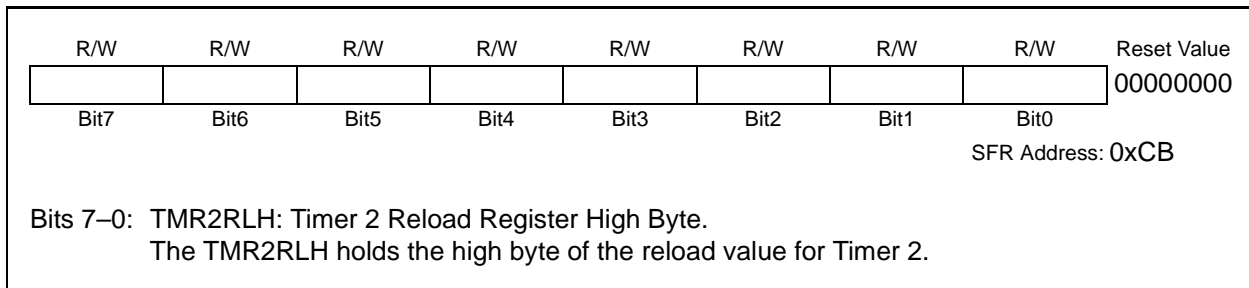 R/W R/W R/W R/W R/W R/W R/W R/W Reset Value
00000000
Bit7 Bit6 Bit5 Bit4 Bit3 Bit2 Bit1 Bit0
SFR Address: 0xCB
Bits 7–0: TMR2RLH: Timer 2 Reload Register High Byte.
The TMR2RLH holds the high byte of the reload value for Timer 2.